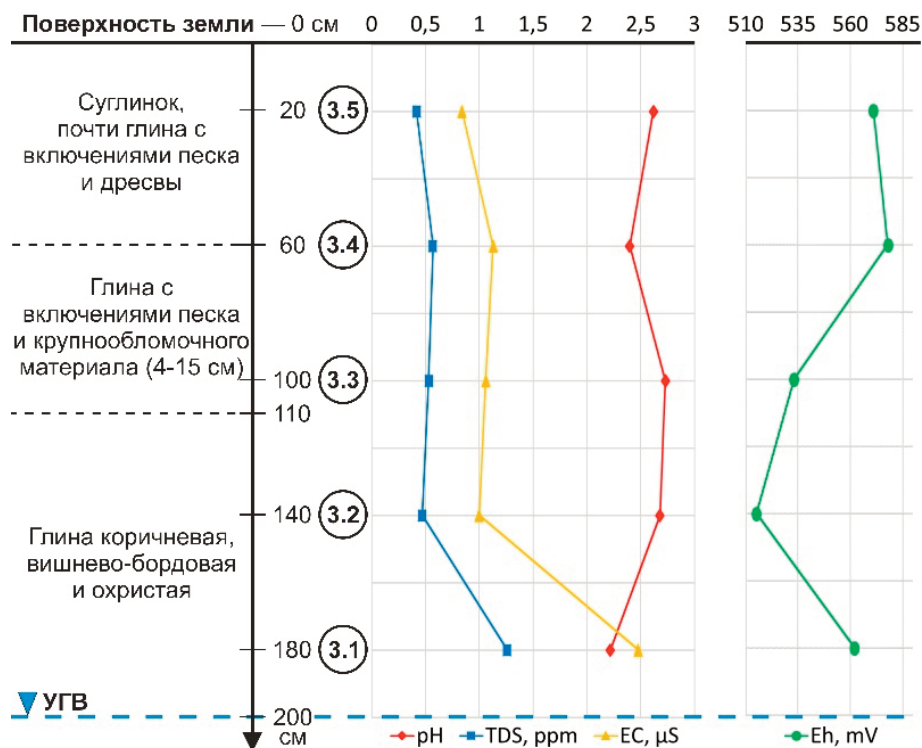 Поверхность земли — 0 см
0 0,5 1 1,5 2 2,5 3
510 535 560 585
Суглинок,
почти глина с
включениями песка
и дресвы
20 3.5
60 3.4
Глина с
включениями песка
и крупнообломочного
материала (4-15 см)
100 3.3
110
140 3.2
Глина коричневая,
вишнево-бордовая
и охристая
180 3.1
УГВ
200
см
pH TDS, ppm EC, µS Eh, mV